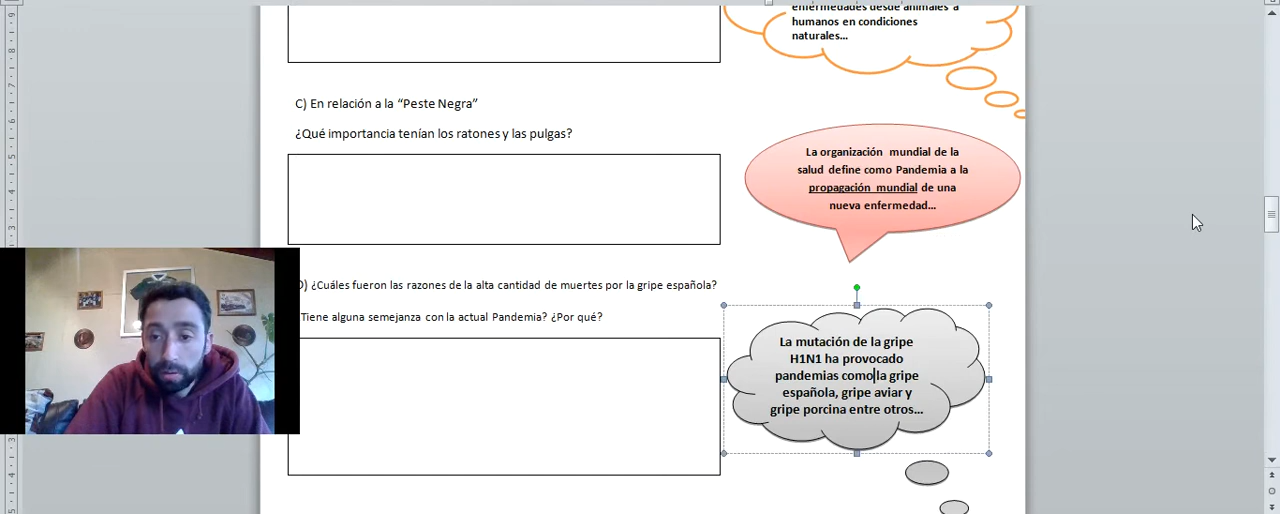 enfermedades desde animales a
humanos en condiciones
naturales…
C) En relación a la “Peste Negra”
¿Qué importancia tenían los ratones y las pulgas?
La organización mundial de la
salud define como Pandemia a la
propagación mundial de una
nueva enfermedad…
D) ¿Cuáles fueron las razones de la alta cantidad de muertes por la gripe española?
Tiene alguna semejanza con la actual Pandemia? ¿Por qué?
La mutación de la gripe
H1N1 ha provocado
pandemias como la gripe
española, gripe aviar y
gripe porcina entre otros…